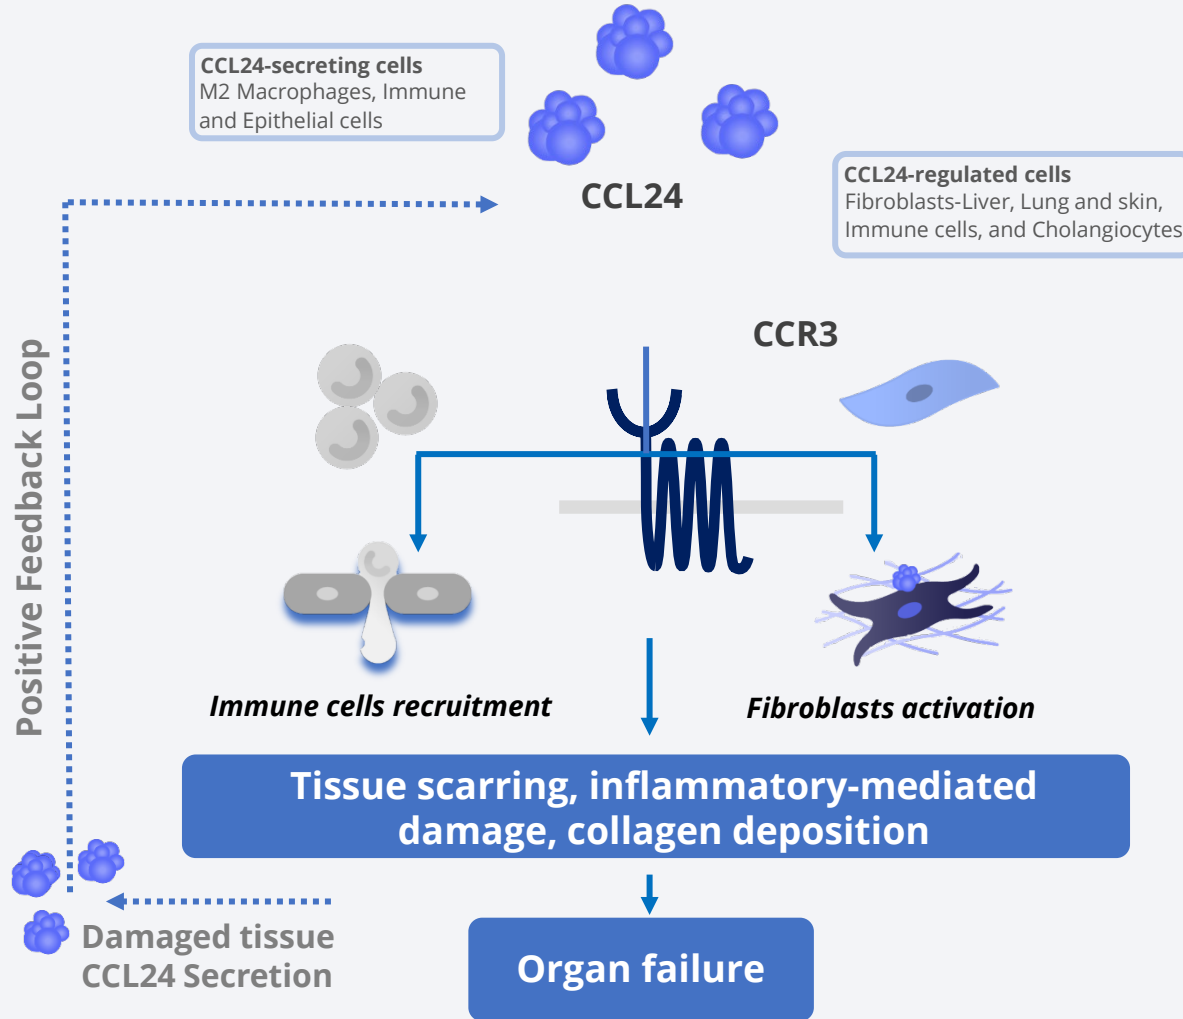 CCL24-secreting cells
M2 Macrophages, Immune
and Epithelial cells
CCL24
CCL24-regulated cells
Fibroblasts-Liver, Lung and skin,
Immune cells, and Cholangiocytes
CCR3
Positive Feedback Loop
Immune cells recruitment
Fibroblasts activation
Tissue scarring, inflammatory-mediated
damage, collagen deposition
Damaged tissue
CCL24 Secretion
Organ failure